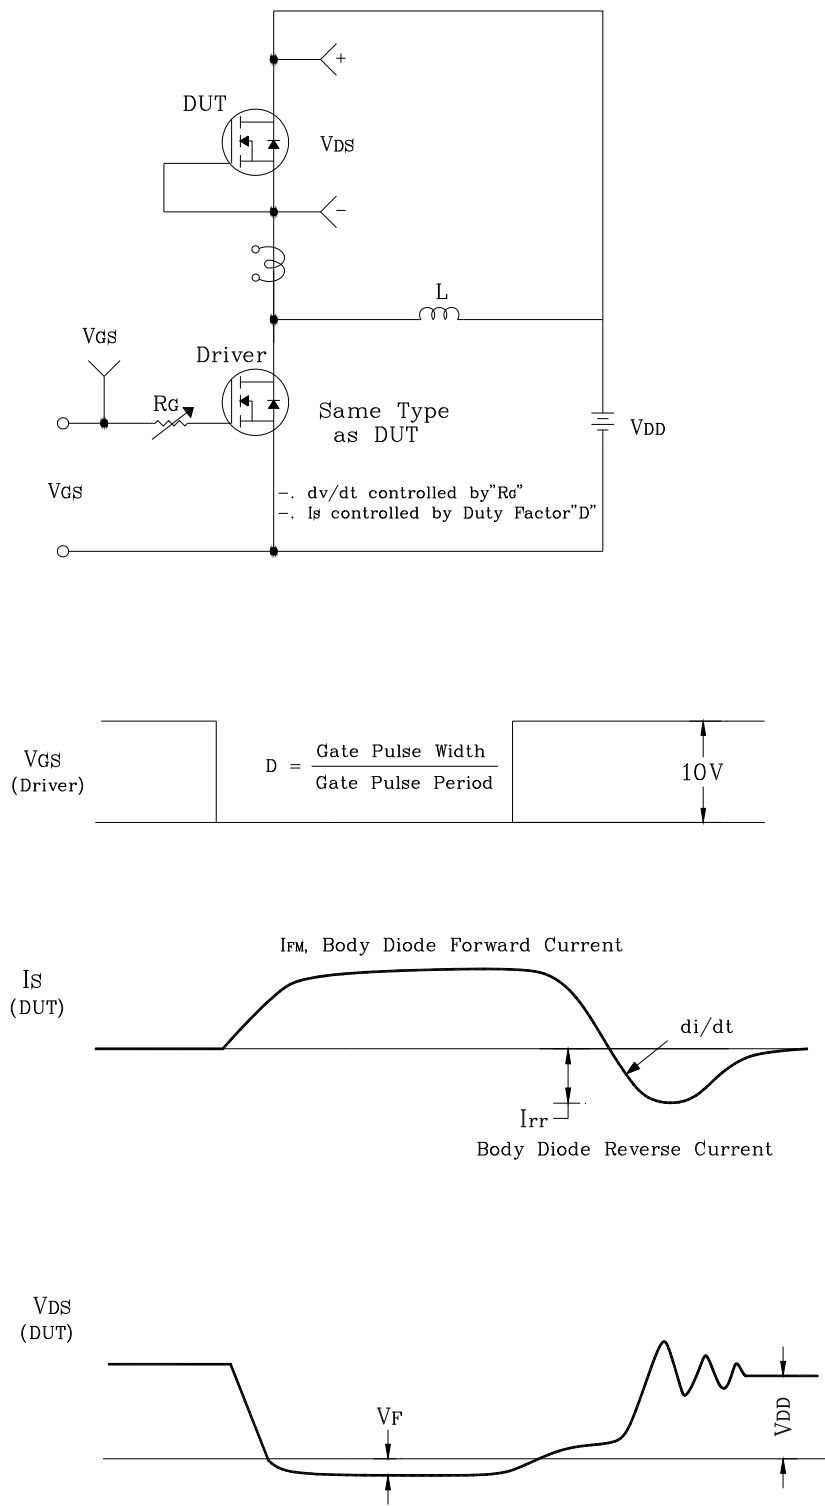 +
DUT
VDS
−
L
VGS
Driver
RG
Same Type
as DUT
VDD
VGS
−. dv/dt controlled by"RG"
−. Is controlled by Duty Factor"D"
VGS
(Driver)
D = Gate Pulse Width
Gate Pulse Period
10V
IFM, Body Diode Forward Current
IS
(DUT)
di/dt
Irr
Body Diode Reverse Current
VDS
(DUT)
VF
VDD